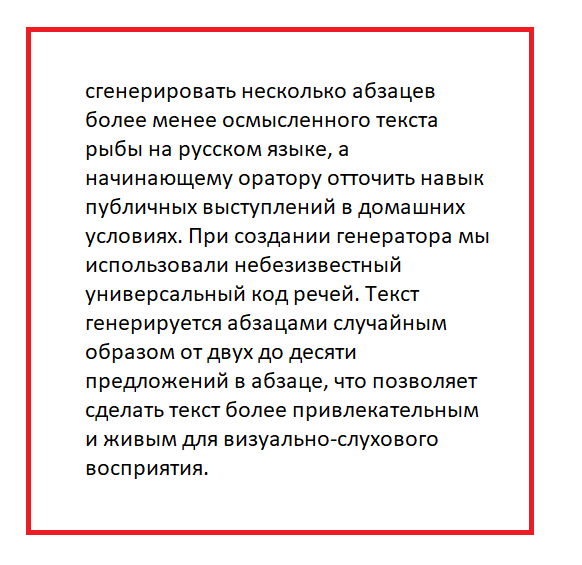 сгенерировать несколько абзацев
более менее осмысленного текста
рыбы на русском языке, а
начинающему оратору отточить навык
публичных выступлений в домашних
условиях. При создании генератора мы
использовали небезизвестный
универсальный код речей. Текст
генерируется абзацами случайным
образом от двух до десяти
предложений в абзаце, что позволяет
сделать текст более привлекательным
и живым для визуально-слухового
восприятия.